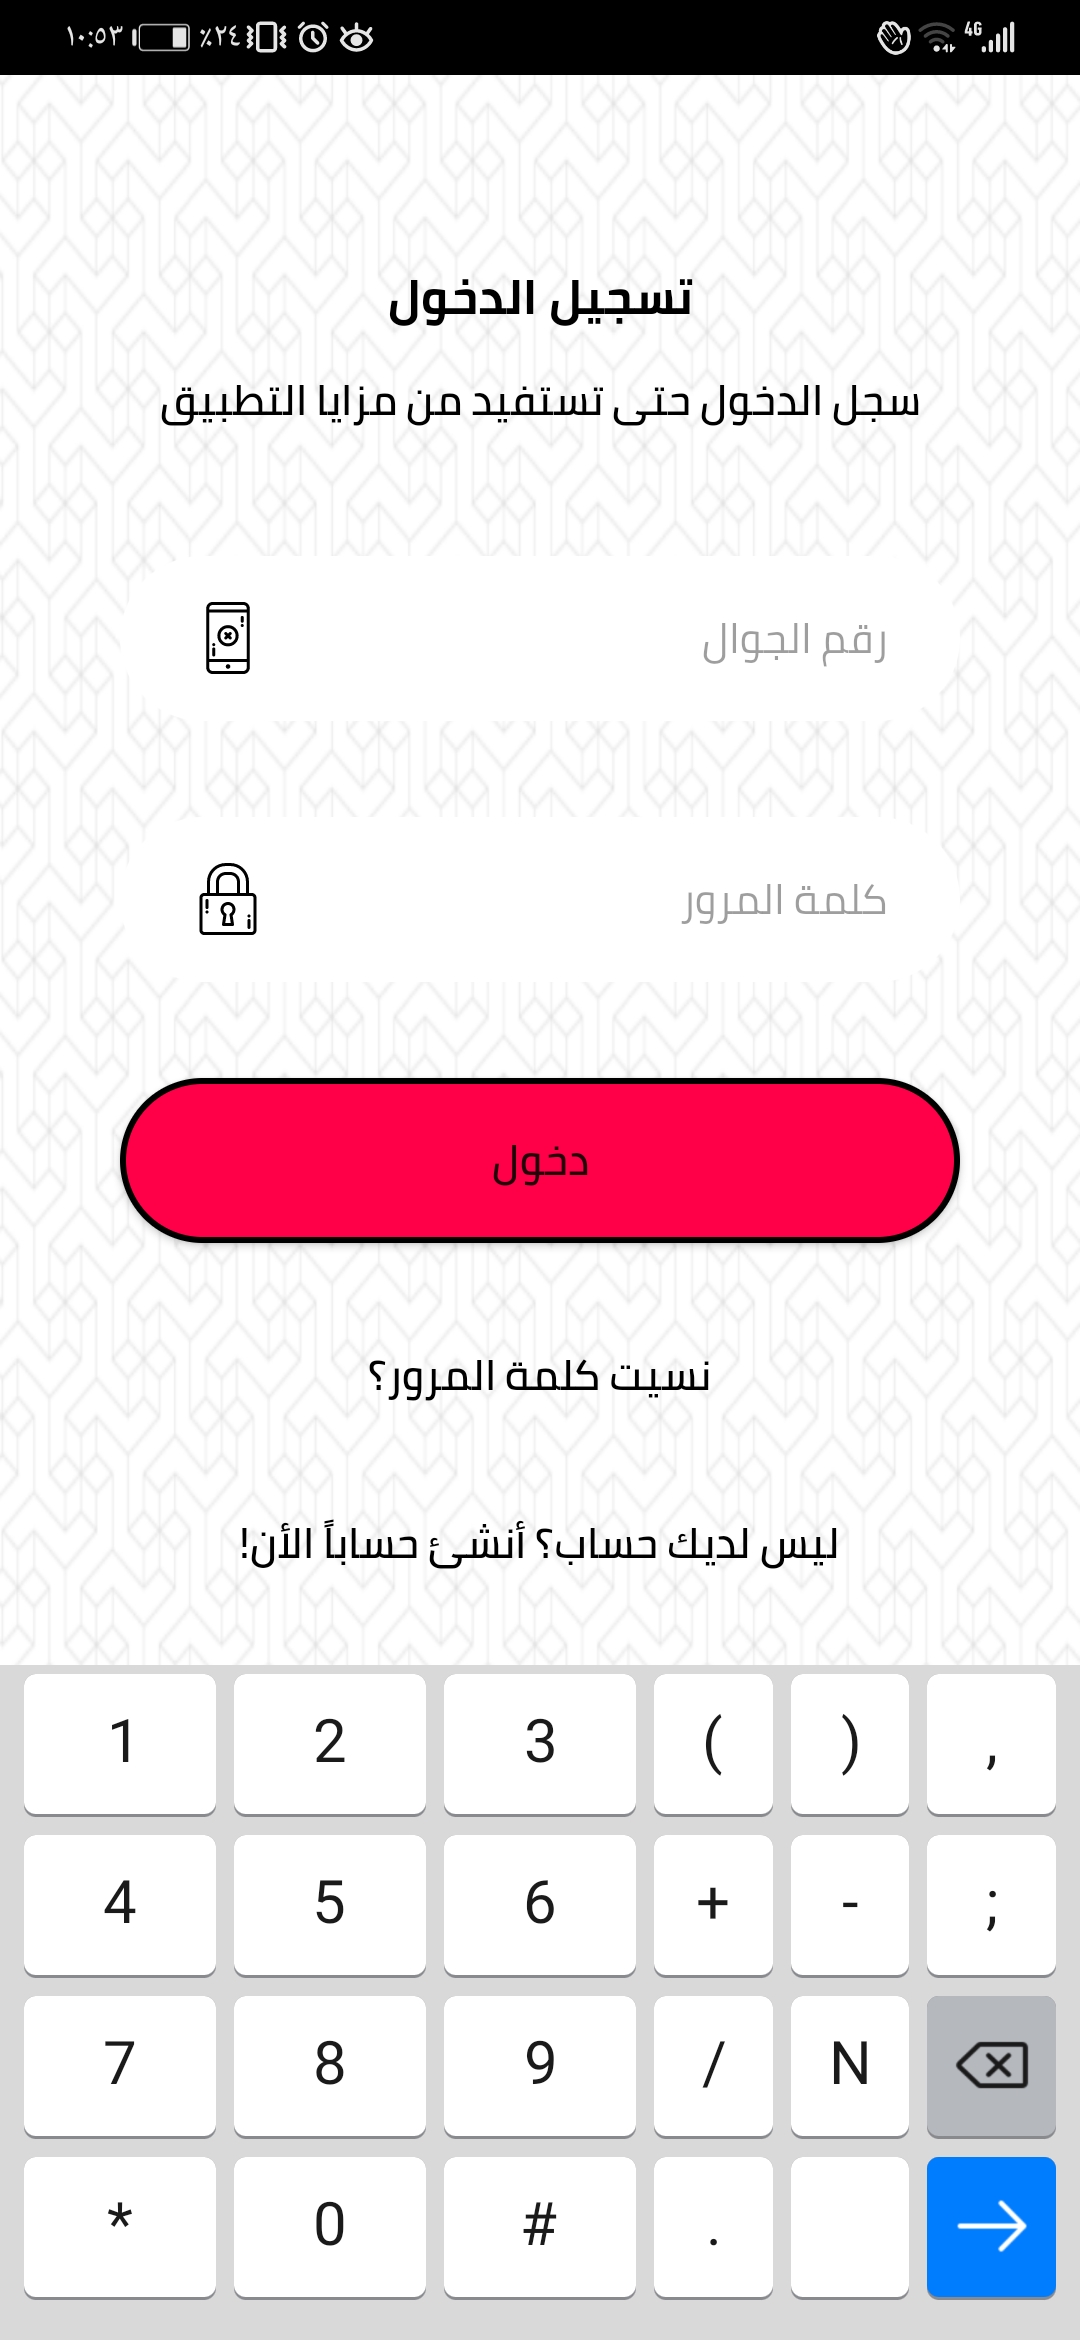 ١٠:٥٣ ٪٢٤ 4G
تسجيل الدخول
سجل الدخول حتى تستفيد من مزايا التطبيق
رقم الجوال
كلمة المرور
دخول
نسيت كلمة المرور؟
ليس لديك حساب؟ أنشئ حساباً الأن!
1 2 3 ( ) ,
4 5 6 + - ;
7 8 9 / N
* 0 # .